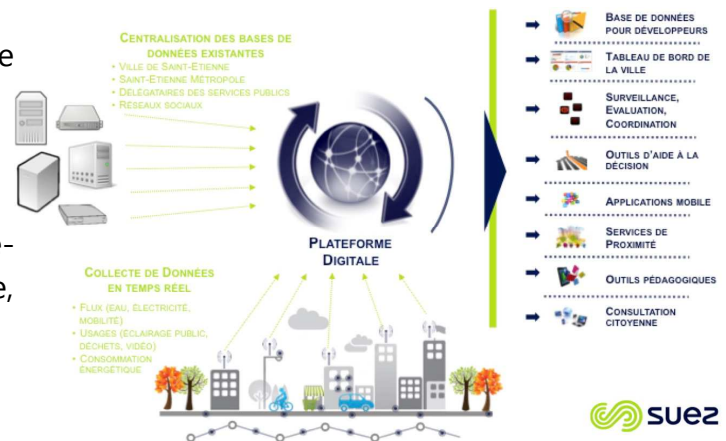 e
-
e,
CENTRALISATION DES BASES DE
DONNÉES EXISTANTES
• VILLE DE SAINT-ETIENNE
• SAINT-ETIENNE MÉTROPOLE
• DÉLÉGATAIRES DES SERVICES PUBLICS
• RÉSEAUX SOCIAUX
PLATEFORME
DIGITALE
COLLECTE DE DONNÉES
EN TEMPS RÉEL
• FLUX (EAU, ÉLECTRICITÉ,
MOBILITÉ)
• USAGES (ÉCLAIRAGE PUBLIC,
DÉCHETS, VIDÉO)
• CONSOMMATION
ÉNERGÉTIQUE
BASE DE DONNÉES
POUR DÉVELOPPEURS
TABLEAU DE BORD DE
LA VILLE
SURVEILLANCE,
EVALUATION,
COORDINATION
OUTILS D'AIDE À LA
DÉCISION
APPLICATIONS MOBILE
SERVICES DE
PROXIMITÉ
OUTILS PÉDAGOGIQUES
CONSULTATION
CITOYENNE
suez